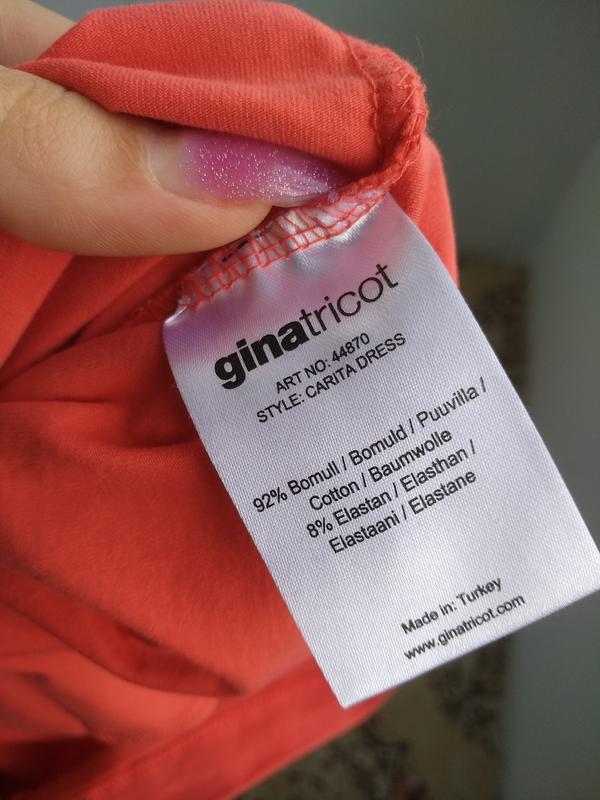 ginatricot
ART NO: 44870
STYLE: CARITA DRESS
92% Bomull / Bomuld / Puuvilla /
Cotton / Baumwolle
8% Elastan / Elasthan /
Elastaani / Elastane
Made in: Turkey
www.ginatricot.com